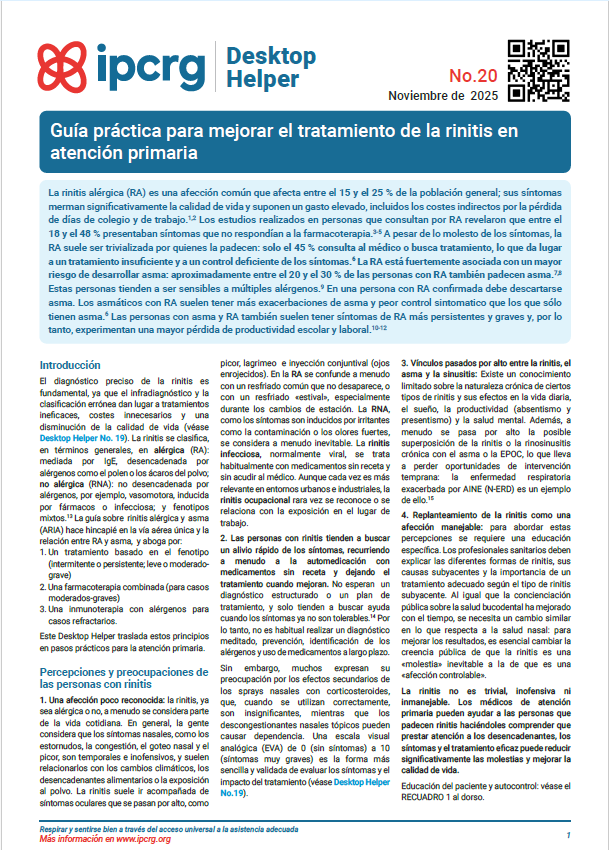 ipcrg
Desktop
Helper
No.20
Noviembre de 2025
Guía práctica para mejorar el tratamiento de la rinitis en
atención primaria
La rinitis alérgica (RA) es una afección común que afecta entre el 15 y el 25 % de la población general; sus síntomas
merman significativamente la calidad de vida y suponen un gasto elevado, incluidos los costes indirectos por la pérdida
de días de colegio y de trabajo.1,2 Los estudios realizados en personas que consultan por RA revelaron que entre el
18 y el 48 % presentaban síntomas que no respondían a la farmacoterapia.3-5 A pesar de lo molesto de los síntomas, la
RA suele ser trivializada por quienes la padecen: solo el 45 % consulta al médico o busca tratamiento, lo que da lugar
a un tratamiento insuficiente y a un control deficiente de los síntomas.6 La RA está fuertemente asociada con un mayor
riesgo de desarrollar asma: aproximadamente entre el 20 y el 30 % de las personas con RA también padecen asma.7,8
Estas personas tienden a ser sensibles a múltiples alérgenos.9 En una persona con RA confirmada debe descartarse
asma. Los asmáticos con RA suelen tener más exacerbaciones de asma y peor control sintomatico que los que sólo
tienen asma.6 Las personas con asma y RA también suelen tener síntomas de RA más persistentes y graves y, por lo
tanto, experimentan una mayor pérdida de productividad escolar y laboral.10-12
Introducción
El diagnóstico preciso de la rinitis es
fundamental, ya que el infradiagnóstico y la
clasificación errónea dan lugar a tratamientos
ineficaces, costes innecesarios y una
disminución de la calidad de vida (véase
Desktop Helper No. 19). La rinitis se clasifica,
en términos generales, en alérgica (RA):
mediada por IgE, desencadenada por
alérgenos como el polen o los ácaros del polvo;
no alérgica (RNA): no desencadenada por
alérgenos, por ejemplo, vasomotora, inducida
por fármacos o infecciosa; y fenotipos
mixtos.13 La guía sobre rinitis alérgica y asma
(ARIA) hace hincapié en la vía aérea única y la
relación entre RA y asma, y aboga por:
1. Un tratamiento basado en el fenotipo
(intermitente o persistente; leve o moderado-
grave)
2. Una farmacoterapia combinada (para casos
moderados-graves)
3. Una inmunoterapia con alérgenos para
casos refractarios.
Este Desktop Helper traslada estos principios
en pasos prácticos para la atención primaria.
Percepciones y preocupaciones de
las personas con rinitis
1. Una afección poco reconocida: la rinitis, ya
sea alérgica o no, a menudo se considera parte
de la vida cotidiana. En general, la gente
considera que los síntomas nasales, como los
estornudos, la congestión, el goteo nasal y el
picor, son temporales e inofensivos, y suelen
relacionarlos con los cambios climáticos, los
desencadenantes alimentarios o la exposición
al polvo. La rinitis suele ir acompañada de
síntomas oculares que se pasan por alto, como
picor, lagrimeo e inyección conjuntival (ojos
enrojecidos). En la RA se confunde a menudo
con un resfriado común que no desaparece, o
con un resfriado «estival», especialmente
durante los cambios de estación. La RNA,
como los síntomas son inducidos por irritantes
como la contaminación o los olores fuertes,
se considera a menudo inevitable. La rinitis
infecciosa, normalmente viral, se trata
habitualmente con medicamentos sin receta y
sin acudir al médico. Aunque cada vez es más
relevante en entornos urbanos e industriales, la
rinitis ocupacional rara vez se reconoce o se
relaciona con la exposición en el lugar de
trabajo.
2. Las personas con rinitis tienden a buscar
un alivio rápido de los síntomas, recurriendo
a menudo a la automedicación con
medicamentos sin receta y dejando el
tratamiento cuando mejoran. No esperan un
diagnóstico estructurado o un plan de
tratamiento, y solo tienden a buscar ayuda
cuando los síntomas ya no son tolerables.14 Por
lo tanto, no es habitual realizar un diagnóstico
meditado, prevención, identificación de los
alérgenos y uso de medicamentos a largo plazo.
Sin embargo, muchos expresan su
preocupación por los efectos secundarios de
los sprays nasales con corticosteroides,
que, cuando se utilizan correctamente,
son insignificantes, mientras que los
descongestionantes nasales tópicos pueden
causar dependencia. Una escala visual
analógica (EVA) de 0 (sin síntomas) a 10
(síntomas muy graves) es la forma más
sencilla y validada de evaluar los síntomas y el
impacto del tratamiento (véase Desktop Helper
No.19).
3. Vínculos pasados por alto entre la rinitis, el
asma y la sinusitis: Existe un conocimiento
limitado sobre la naturaleza crónica de ciertos
tipos de rinitis y sus efectos en la vida diaria,
el sueño, la productividad (absentismo y
presentismo) y la salud mental. Además, a
menudo se pasa por alto la posible
superposición de la rinitis o la rinosinusitis
crónica con el asma o la EPOC, lo que lleva
a perder oportunidades de intervención
temprana: la enfermedad respiratoria
exacerbada por AINE (N-ERD) es un ejemplo
de ello.15
4. Replanteamiento de la rinitis como una
afección manejable: para abordar estas
percepciones se requiere una educación
específica. Los profesionales sanitarios deben
explicar las diferentes formas de rinitis, sus
causas subyacentes y la importancia de un
tratamiento adecuado según el tipo de rinitis
subyacente. Al igual que la concienciación
pública sobre la salud bucodental ha mejorado
con el tiempo, se necesita un cambio similar
en lo que respecta a la salud nasal: para
mejorar los resultados, es esencial cambiar la
creencia pública de que la rinitis es una
«molestia» inevitable a la de que es una
«afección controlable».
La rinitis no es trivial, inofensiva ni
inmanejable. Los médicos de atención
primaria pueden ayudar a las personas que
padecen rinitis haciéndoles comprender que
prestar atención a los desencadenantes, los
síntomas y el tratamiento eficaz puede reducir
significativamente las molestias y mejorar la
calidad de vida.
Educación del paciente y autocontrol: véase el
RECUADRO 1 al dorso.
Respirar y sentirse bien a través del acceso universal a la asistencia adecuada
Más información en www.ipcrg.org
1